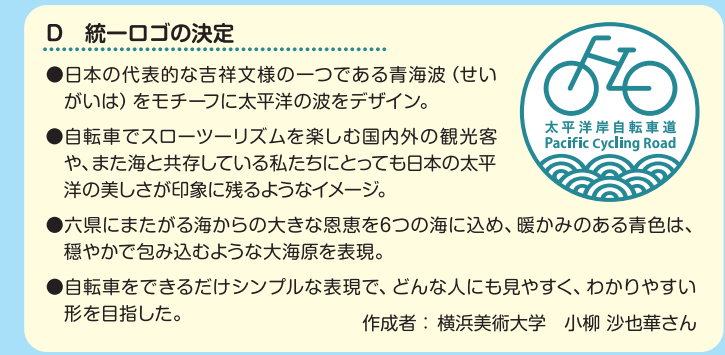 D 統一ロゴの決定
●日本の代表的な吉祥文様の一つである青海波（せい
がいは）をモチーフに太平洋の波をデザイン。
●自転車でスローツーリズムを楽しむ国内外の観光客
や、また海と共存している私たちにとっても日本の太平
洋の美しさが印象に残るようなイメージ。
●六県にまたがる海からの大きな恩恵を6つの海に込め、暖かみのある青色は、
穏やかで包み込むような大海原を表現。
●自転車をできるだけシンプルな表現で、どんな人にも見やすく、わかりやすい
形を目指した。
作成者：横浜美術大学 小柳 沙也華さん
太平洋岸自転車道
Pacific Cycling Road